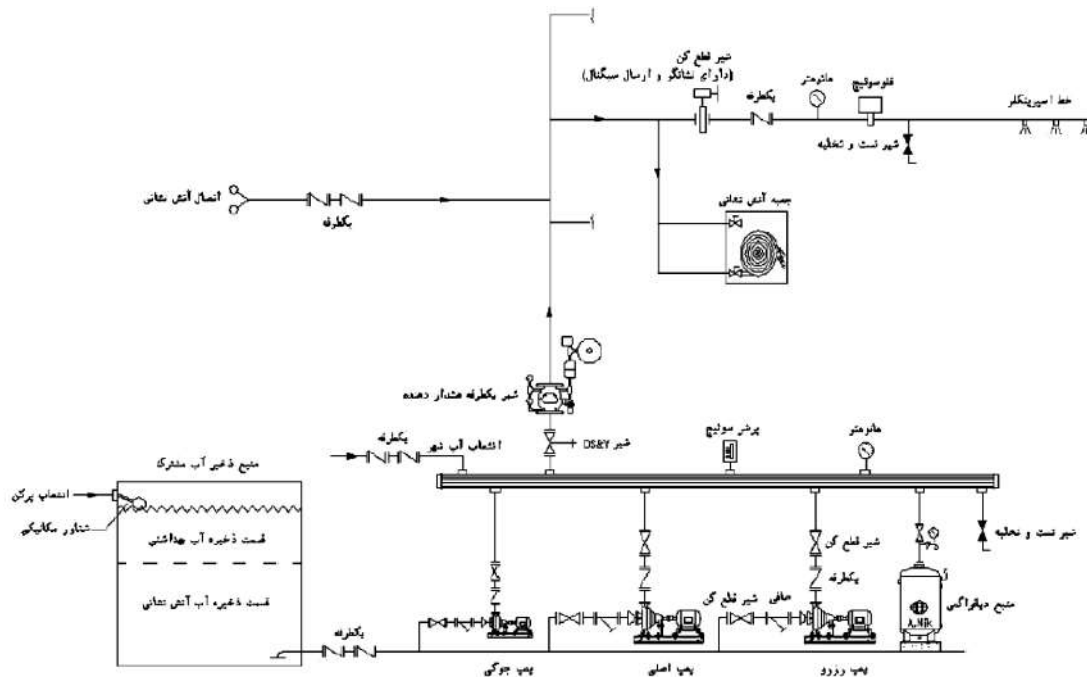 شیر قطع کن
(دارای نشانگر و ارسال سیگنال)
یکطرفه
مانومتر
فلوسوئیچ
خط اسپرینکلر
شیر تست و تخلیه
اتصال آتش نشانی
یکطرفه
جعبه آتش نشانی
شیر یکطرفه هشدار دهنده
شیر OS&Y
پرشر سوئیچ
مانومتر
یکطرفه
انشعاب آب شهر
منبع ذخیر آب مشترک
انشعاب پرکن
شناور مکانیکی
قسمت ذخیره آب بهداشتی
قسمت ذخیره آب آتش نشانی
یکطرفه
شیر قطع کن
یکطرفه
شیر تست و تخلیه
شیر قطع کن
صافی
منبع دیافراگمی
A.Nik
پمپ جوکی
پمپ اصلی
پمپ رزرو